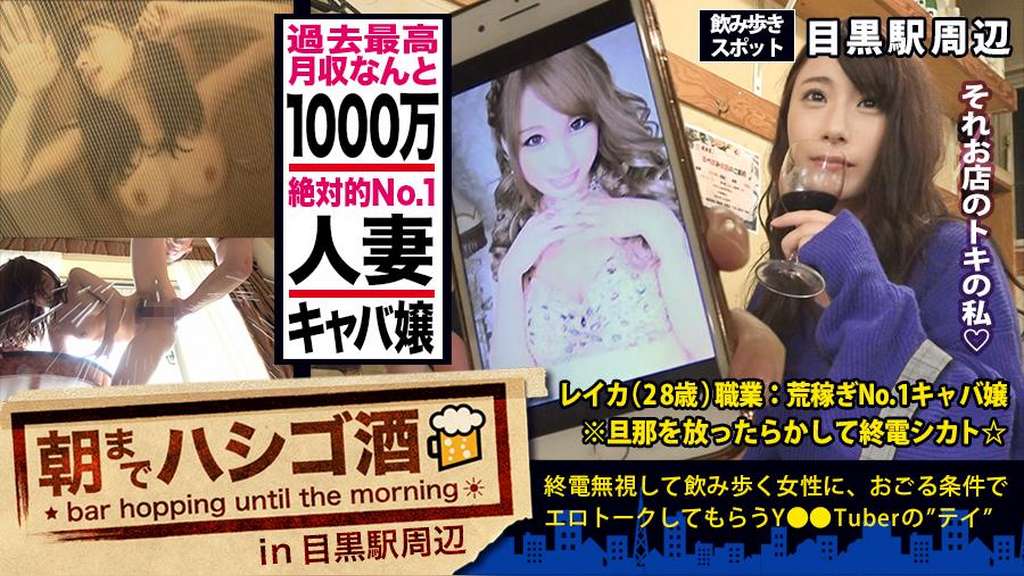 過去最高
月収なんと
1000万
絶対的No.1
人妻
キャバ嬢
飲み歩き
スポット
目黒駅周辺
それお店のトキの私♡
レイカ(28歳)職業:荒稼ぎNo.1キャバ嬢
※旦那を放ったらかして終電シカト☆
朝までハシゴ酒
★bar hopping until the morning☀
in目黒駅周辺
終電無視して飲み歩く女性に、おごる条件で
エロトークしてもらうY●●Tuberの"テイ"